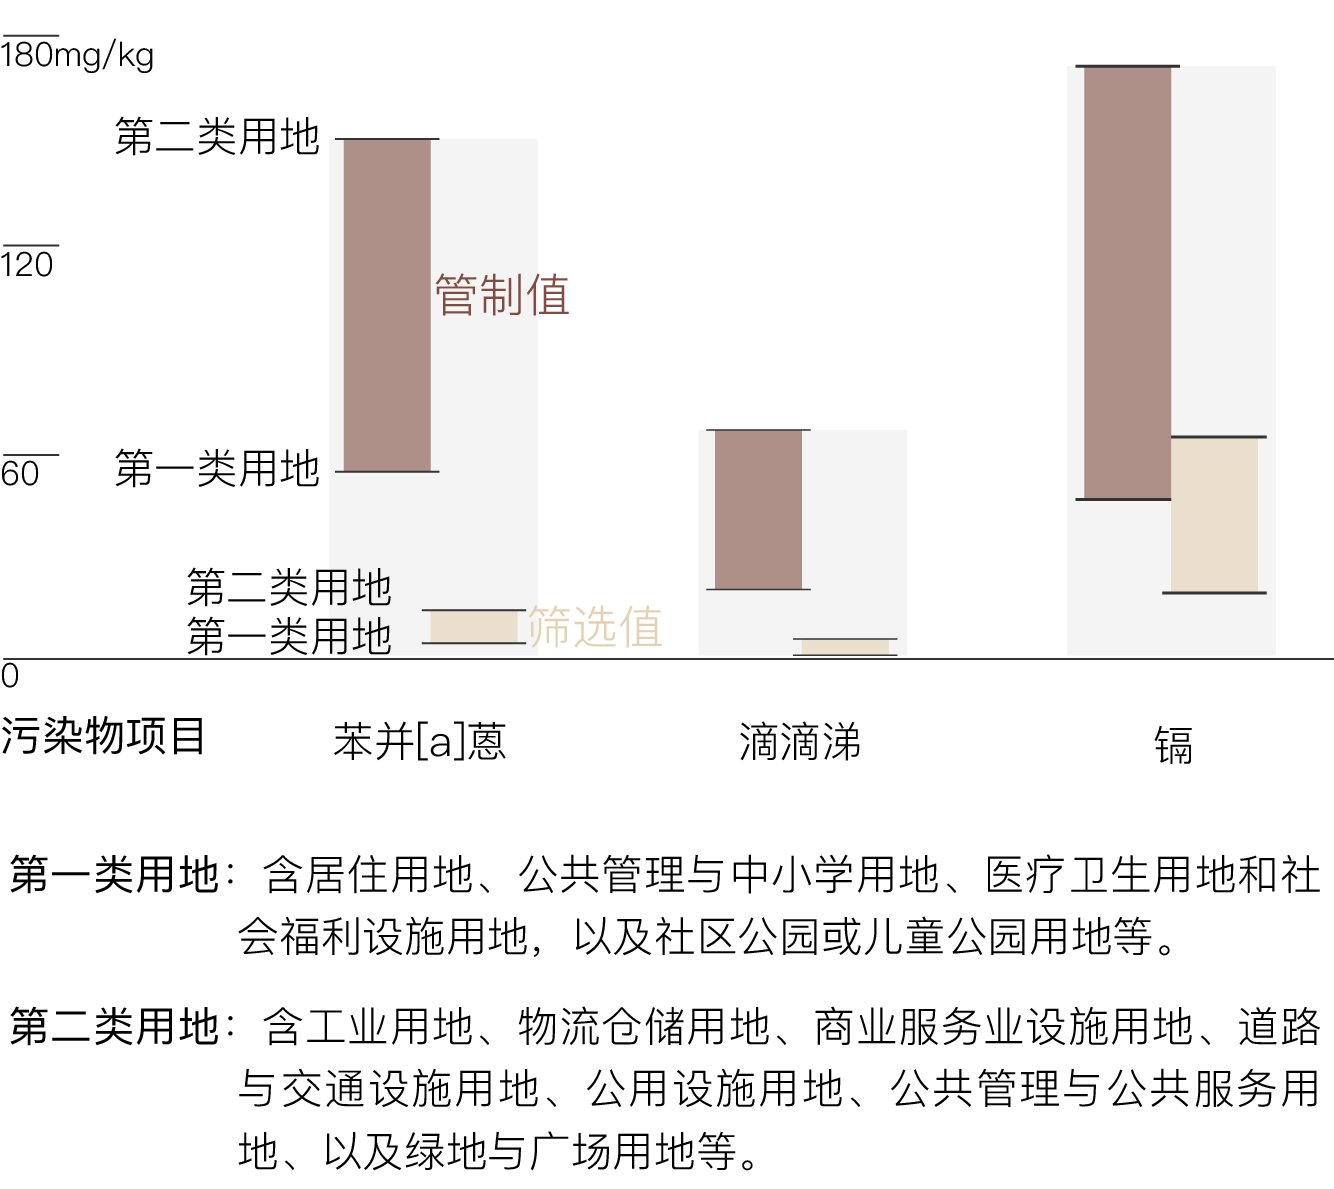 180mg/kg
第二类用地
120
管制值
60
第一类用地
第二类用地
第一类用地
筛选值
0
污染物项目
苯并[a]蒽
滴滴涕
镉
第一类用地：含居住用地、公共管理与中小学用地、医疗卫生用地和社
会福利设施用地，以及社区公园或儿童公园用地等。
第二类用地：含工业用地、物流仓储用地、商业服务业设施用地、道路
与交通设施用地、公用设施用地、公共管理与公共服务用
地、以及绿地与广场用地等。